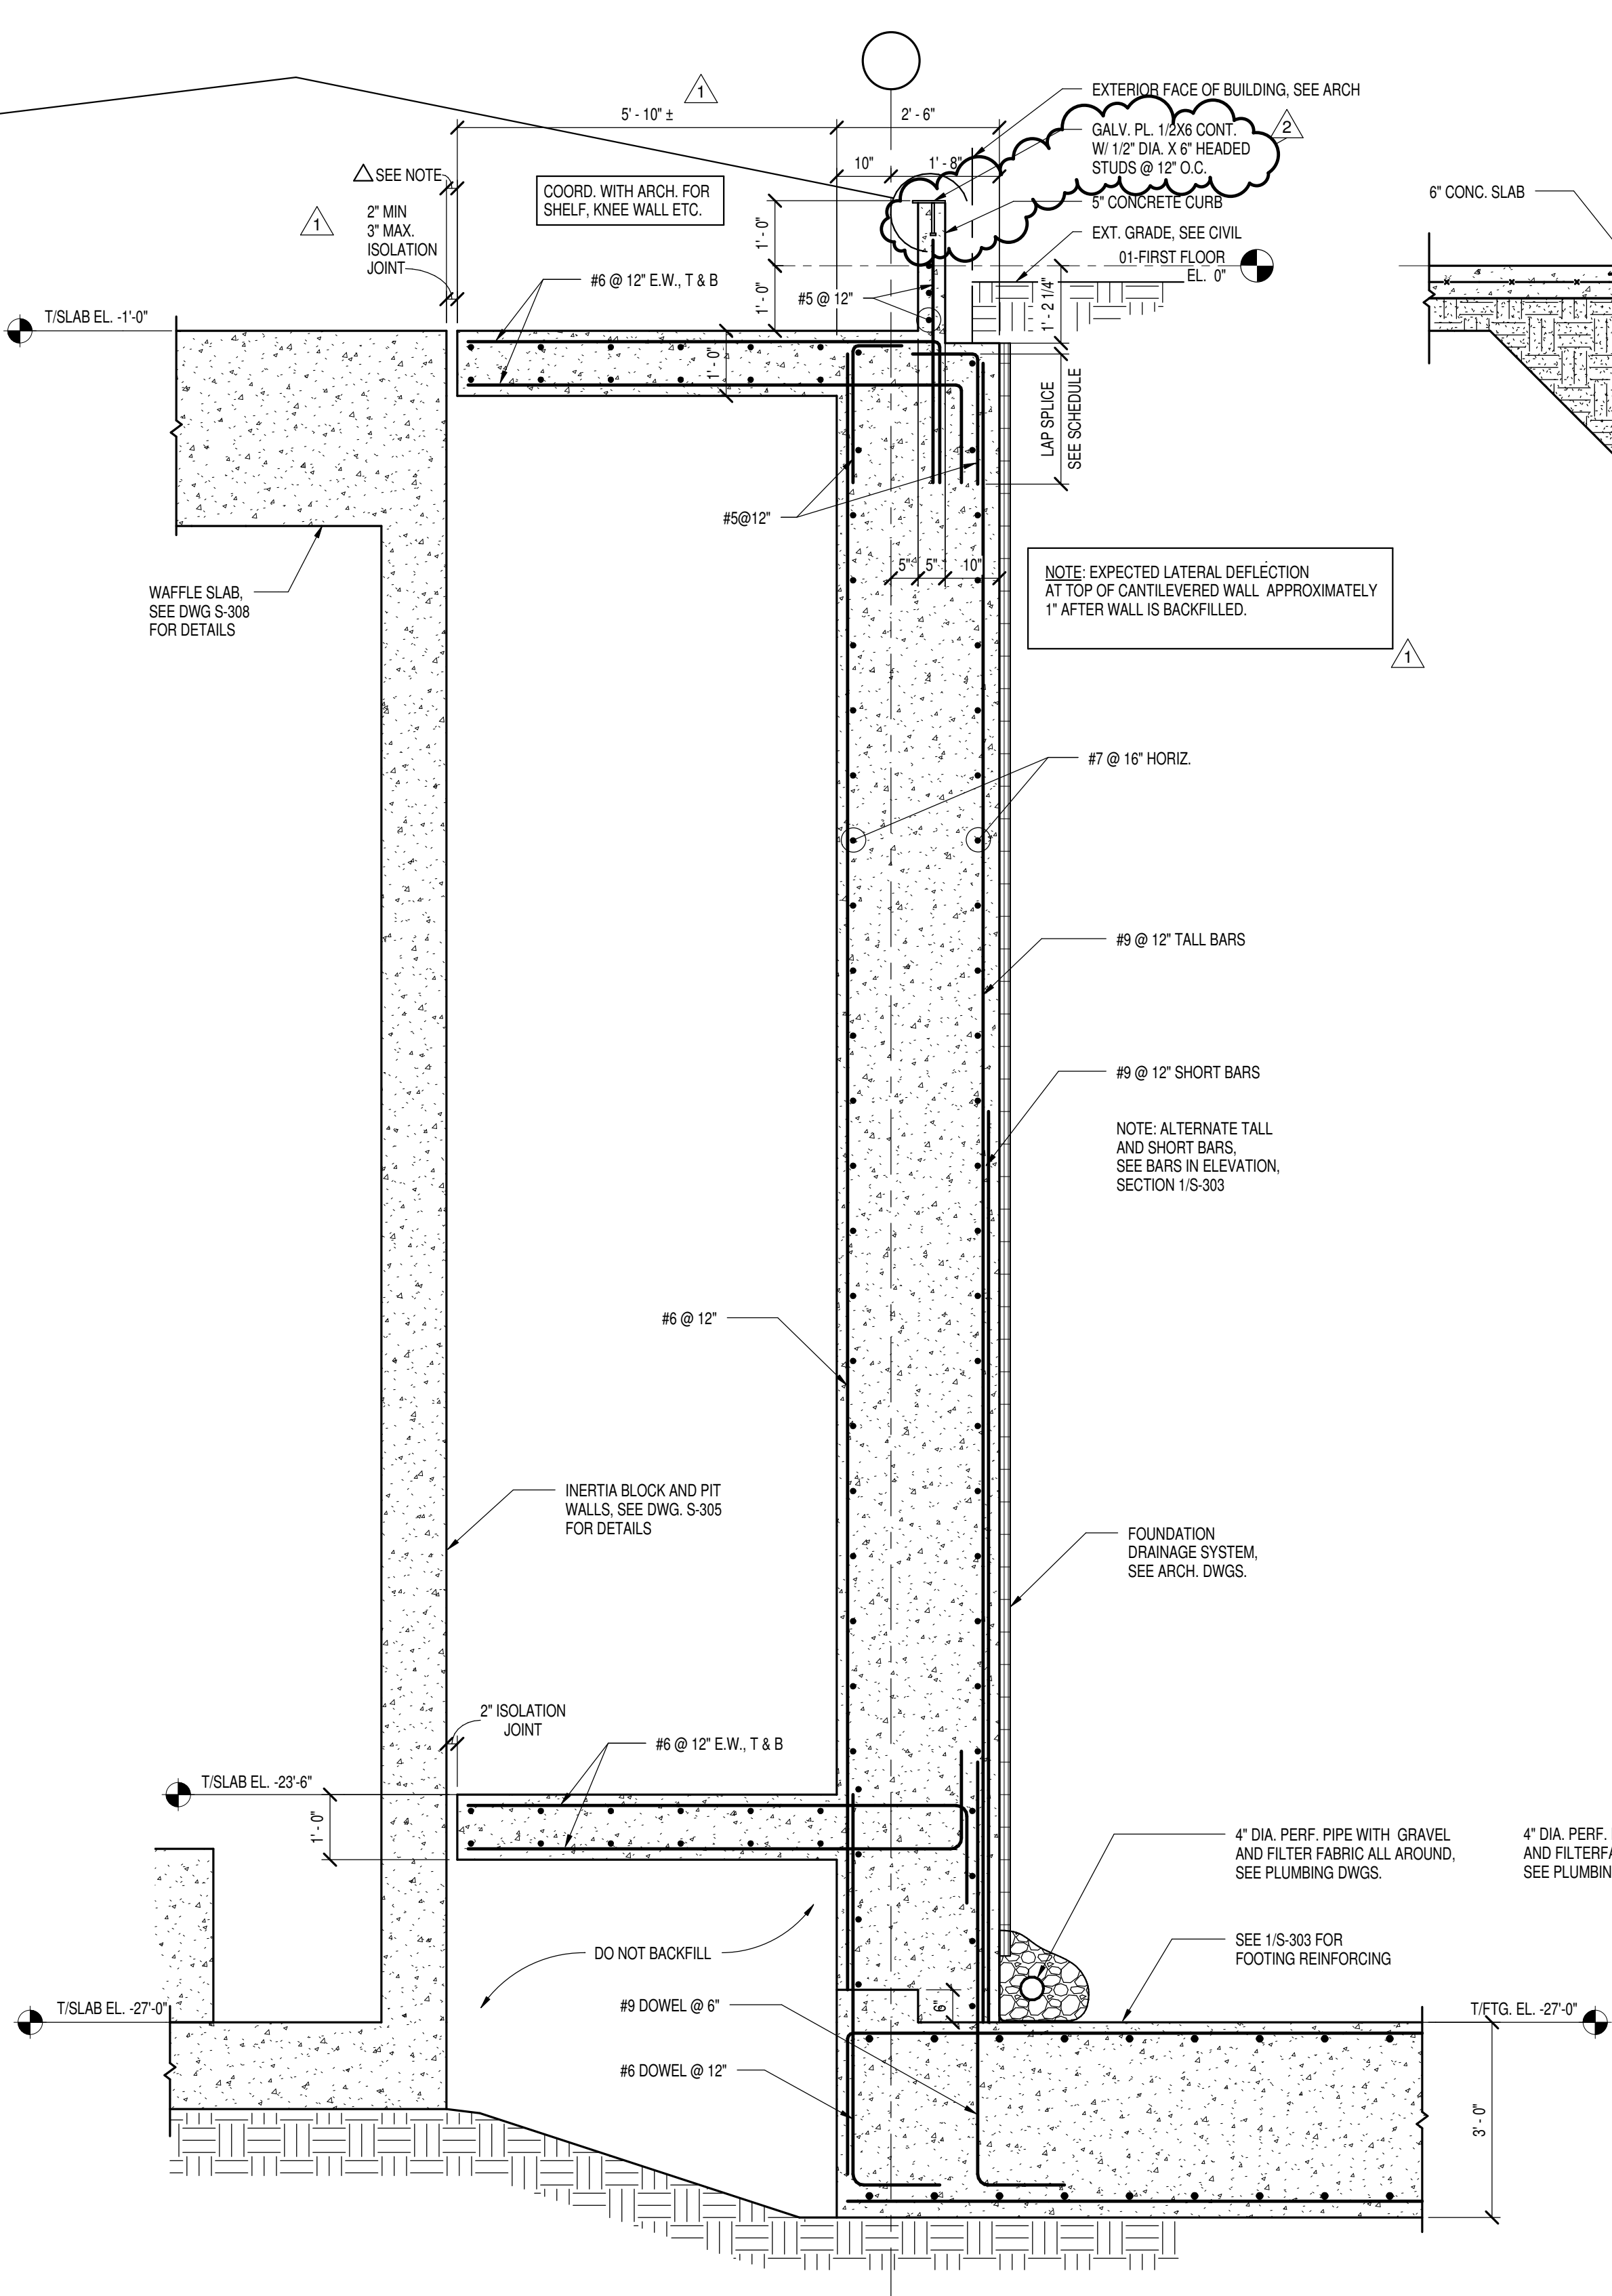 1
5' - 10" ±
2' - 6"
EXTERIOR FACE OF BUILDING, SEE ARCH
GALV. PL. 1/2X6 CONT.
W/ 1/2" DIA. X 6" HEADED
STUDS @ 12" O.C.
2
10"
1' - 8"
SEE NOTE
COORD. WITH ARCH. FOR
SHELF, KNEE WALL ETC.
5" CONCRETE CURB
6" CONC. SLAB
1
2" MIN
3" MAX.
ISOLATION
JOINT
1' - 0"
EXT. GRADE, SEE CIVIL
01-FIRST FLOOR
EL. 0"
#6 @ 12" E.W., T & B
#5 @ 12"
1' - 0"
1' - 2 1/4"
T/SLAB EL. -1'-0"
1' - 0"
LAP SPLICE
SEE SCHEDULE
#5@12"
5"
5"
10"
NOTE: EXPECTED LATERAL DEFLECTION
AT TOP OF CANTILEVERED WALL APPROXIMATELY
1" AFTER WALL IS BACKFILLED.
1
WAFFLE SLAB,
SEE DWG S-308
FOR DETAILS
#7 @ 16" HORIZ.
#9 @ 12" TALL BARS
#9 @ 12" SHORT BARS
NOTE: ALTERNATE TALL
AND SHORT BARS,
SEE BARS IN ELEVATION,
SECTION 1/S-303
#6 @ 12"
INERTIA BLOCK AND PIT
WALLS, SEE DWG. S-305
FOR DETAILS
FOUNDATION
DRAINAGE SYSTEM,
SEE ARCH. DWGS.
2" ISOLATION
JOINT
#6 @ 12" E.W., T & B
T/SLAB EL. -23'-6"
1' - 0"
4" DIA. PERF. PIPE WITH GRAVEL
AND FILTER FABRIC ALL AROUND,
SEE PLUMBING DWGS.
4" DIA. PERF.
AND FILTERFA
SEE PLUMBIN
DO NOT BACKFILL
SEE 1/S-303 FOR
FOOTING REINFORCING
T/SLAB EL. -27'-0"
#9 DOWEL @ 6"
6"
T/FTG. EL. -27'-0"
#6 DOWEL @ 12"
3' - 0"